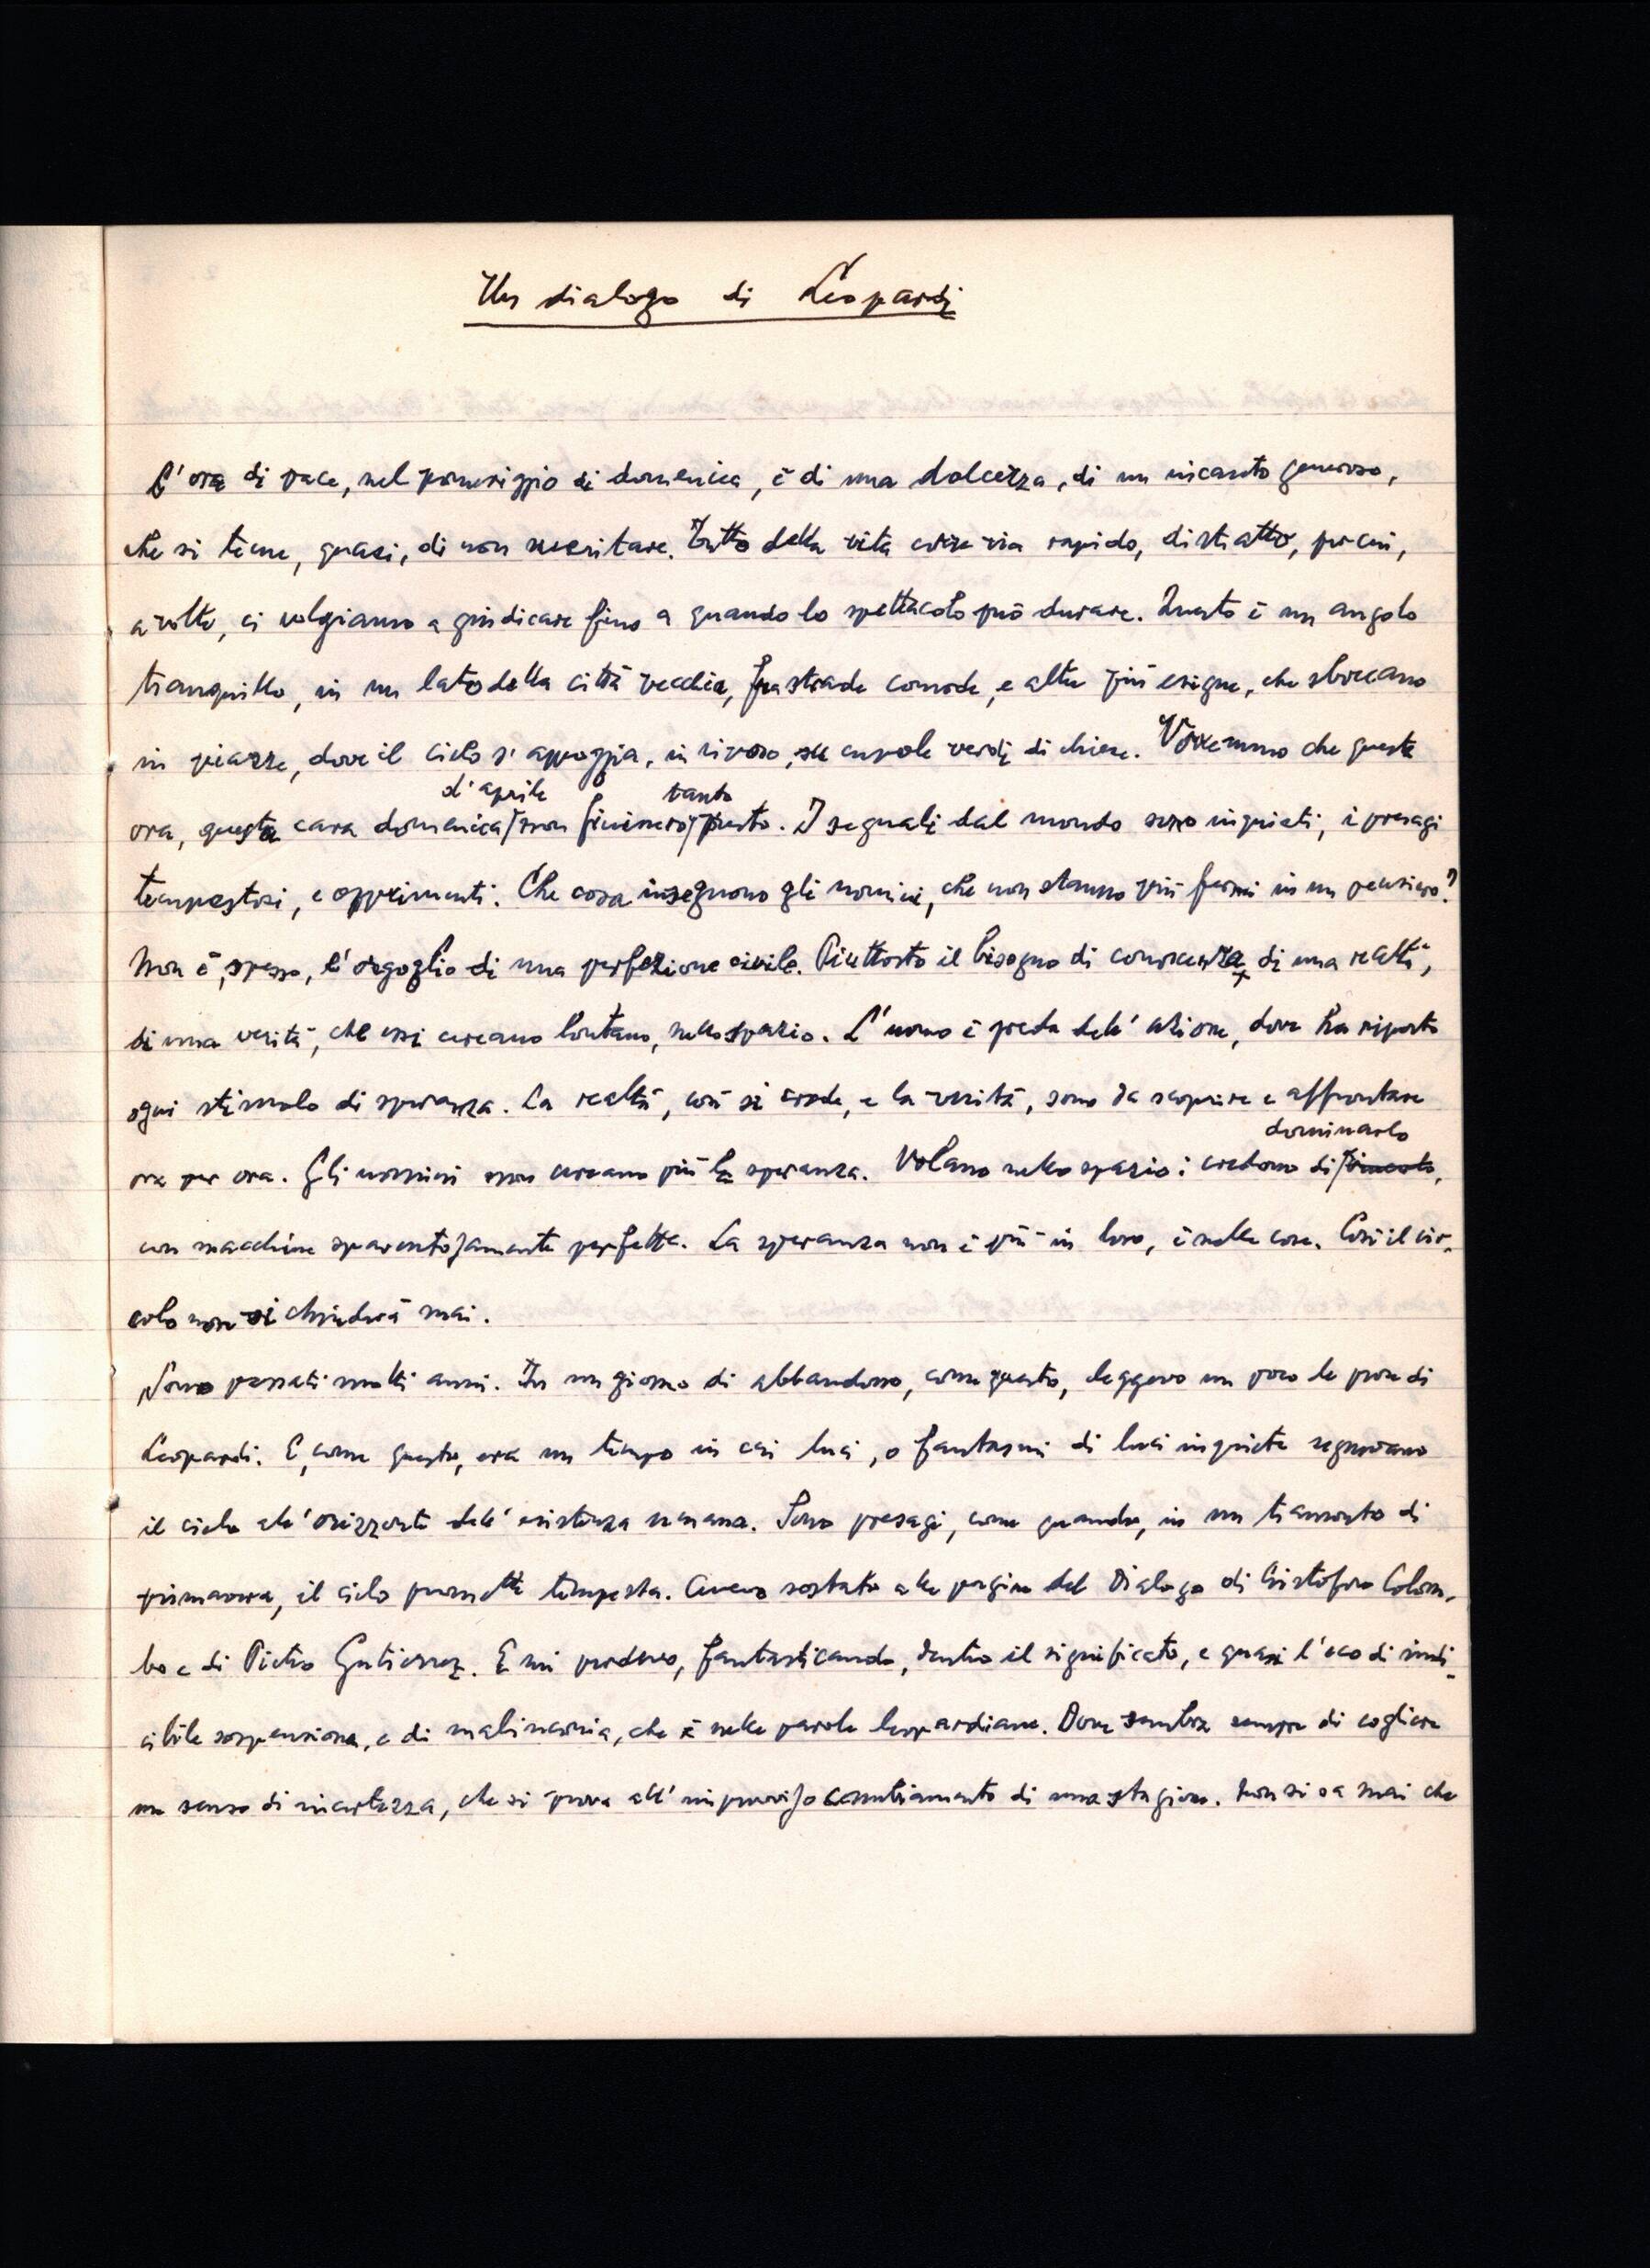 Un dialogo di Leopardi
L'ora di pace, nel pomeriggio di domenica, è di una dolcezza, di un incanto generoso,
che si teme, quasi, di non meritare. Tutto della vita corre via rapido, distratto, per cui,
a volte, ci volgiamo a giudicare fino a quando lo spettacolo può durare. Questo è un angolo
tranquillo, in un lato della città vecchia, fra strade comode, e altre più esigue, che sboccano
in piazze, dove il cielo s'appoggia, in riposo, su cupole verdi di chiese. Vorremmo che questa
d'aprile tanto
ora, questa cara domenica non finissero presto. I segnali dal mondo sono inquieti, i presagi
tempestosi, e opprimenti. Che cosa inseguono gli uomini, che non stanno più fermi in un pensiero?
Non è, spesso, l'orgoglio di una perfezione civile. Piuttosto il bisogno di conoscenza, di una realtà,
di una verità, che essi cercano lontano, nello spazio. L'uomo è preda dell'azione, dove ha riposto
ogni stimolo di speranza. La realtà, così si crede, e la verità, sono da scoprire e affrontare
dominarlo
ora per ora. Gli uomini non cercano più la speranza. Volano nello spazio: credono di
con macchine spaventosamente perfette. La speranza non è più in loro, è nelle cose. Così il cir-
colo non si chiuderà mai.
Sono passati molti anni. In un giorno di abbandono, come questo, leggevo un poco le prose di
Leopardi. E, come questo, era un tempo in cui luci, o fantasmi di luci inquiete segnavano
il cielo all'orizzonte dell'esistenza umana. Sono presagi, come quando, in un tramonto di
primavera, il cielo promette tempesta. Avevo sostato alle pagine del Dialogo di Cristoforo Colom-
bo e di Pietro Gutierrez. E mi perdevo, fantasticando, dentro il significato, e quasi l'eco di indi-
cibile sospensione, e di malinconia, che è nelle parole leopardiane. Dove sembra sempre di cogliere
un senso di incertezza, che si prova all'improvviso cambiamento di una stagione. Non si sa mai che